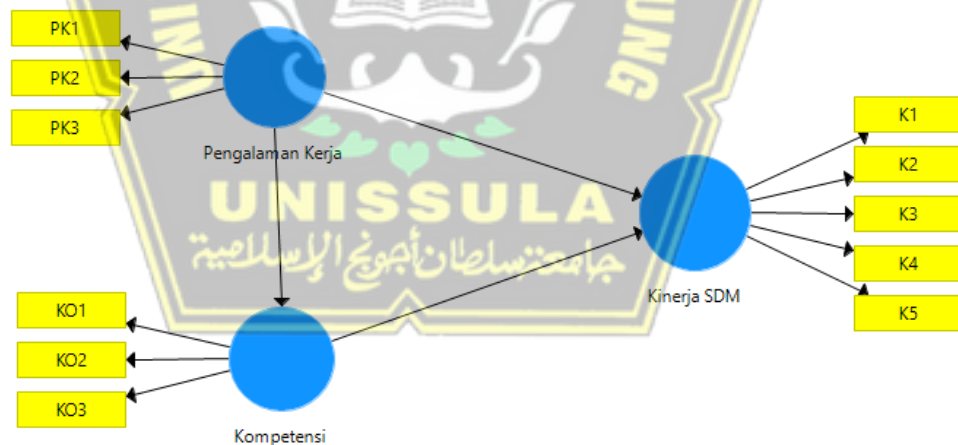 PK1
PK2
PK3
Pengalaman Kerja
KO1
KO2
KO3
Kompetensi
K1
K2
K3
K4
K5
Kinerja SDM
UNG
UNISSULA
جامعة سلطان أجونج الإسلامية